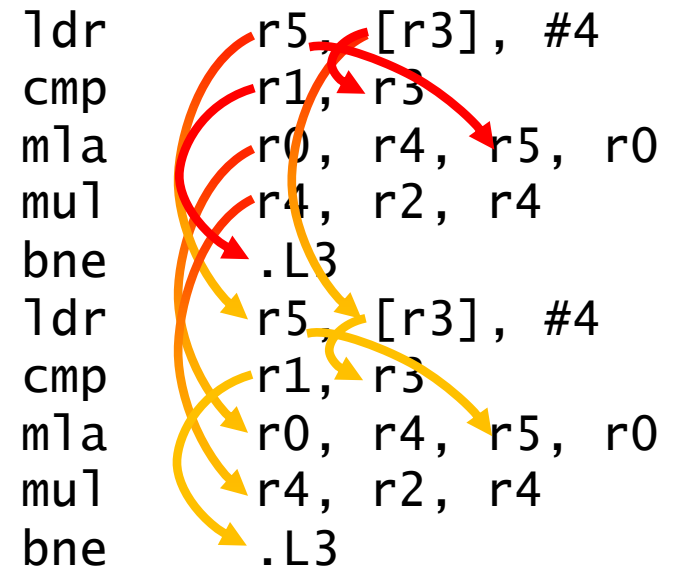 ldr r5, [r3], #4
cmp r1, r3
mla r0, r4, r5, r0
mul r4, r2, r4
bne .L3
ldr r5, [r3], #4
cmp r1, r3
mla r0, r4, r5, r0
mul r4, r2, r4
bne .L3